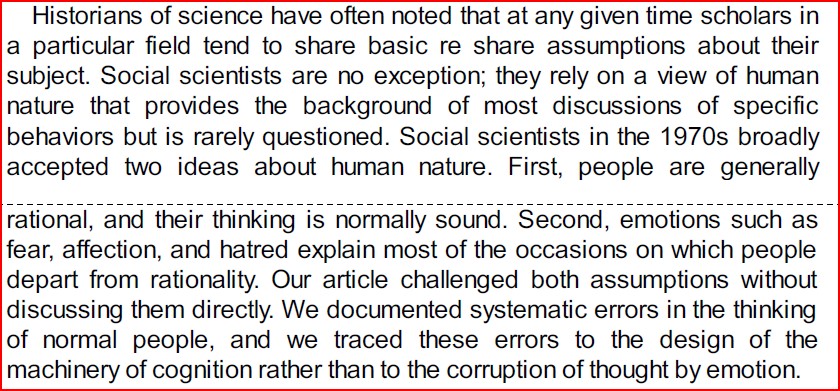 Historians of science have often noted that at any given time scholars in
a particular field tend to share basic re share assumptions about their
subject. Social scientists are no exception; they rely on a view of human
nature that provides the background of most discussions of specific
behaviors but is rarely questioned. Social scientists in the 1970s broadly
accepted two ideas about human nature. First, people are generally
rational, and their thinking is normally sound. Second, emotions such as
fear, affection, and hatred explain most of the occasions on which people
depart from rationality. Our article challenged both assumptions without
discussing them directly. We documented systematic errors in the thinking
of normal people, and we traced these errors to the design of the
machinery of cognition rather than to the corruption of thought by emotion.